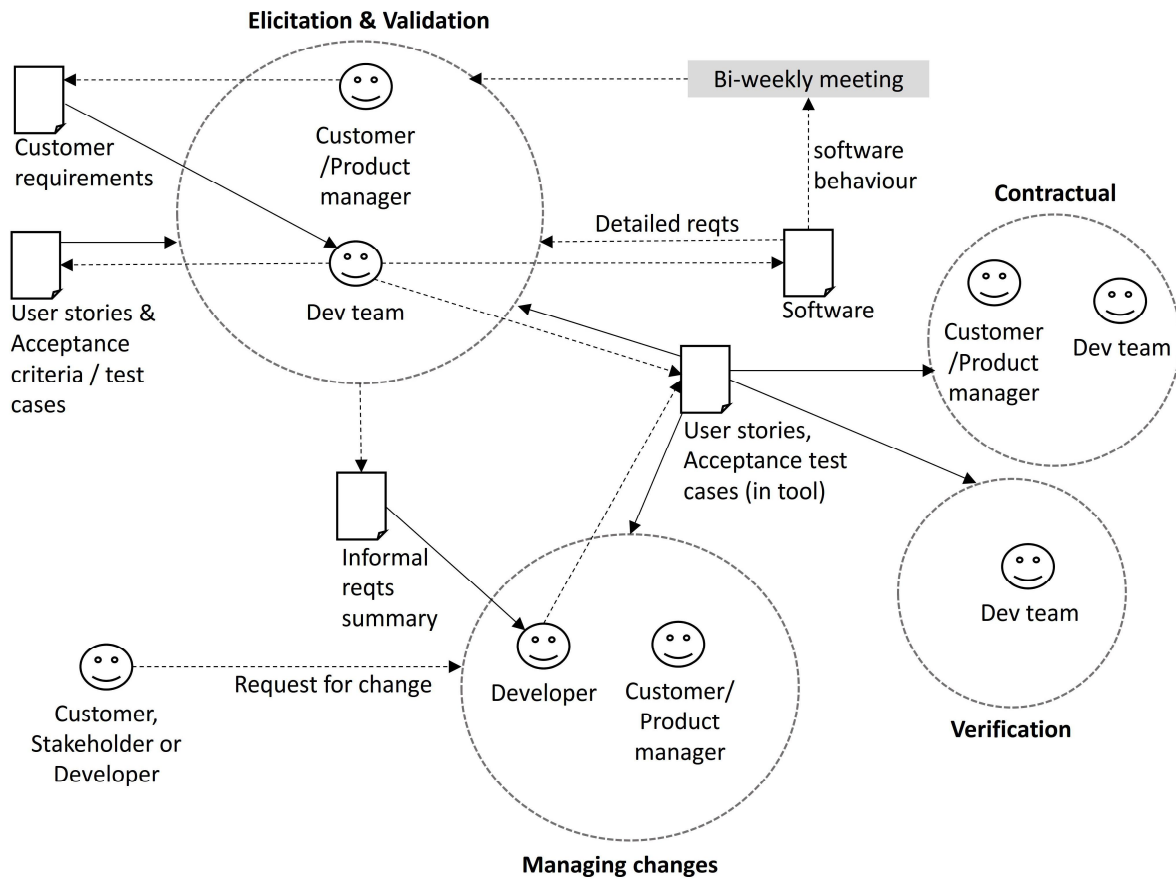 Elicitation & Validation
Customer
/Product
manager
Customer
requirements
Bi-weekly meeting
software
behaviour
Contractual
Detailed reqts
Dev team
User stories &
Acceptance
criteria / test
cases
Software
Customer
/Product
manager
Dev team
User stories,
Acceptance test
cases (in tool)
Informal
reqts
summary
Dev team
Verification
Request for change
Customer,
Stakeholder or
Developer
Developer
Customer/
Product
manager
Managing changes